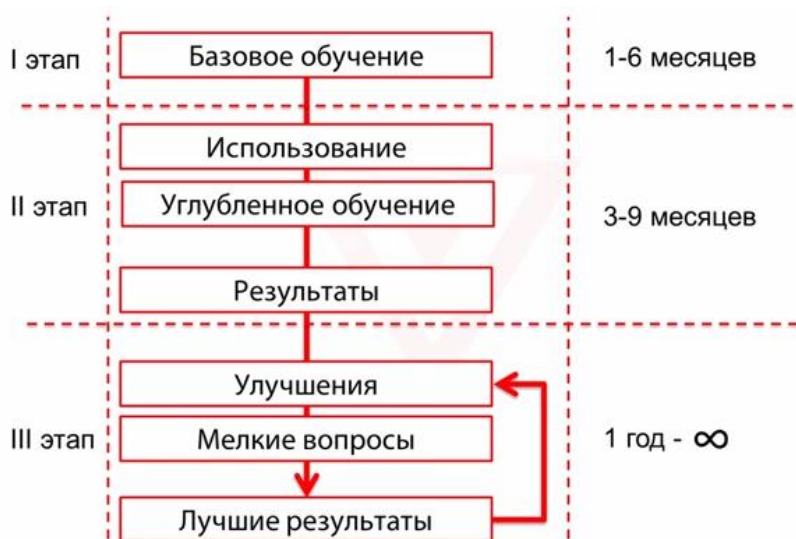 I этап
Базовое обучение
1-6 месяцев
Использование
II этап
Углубленное обучение
3-9 месяцев
Результаты
Улучшения
III этап
Мелкие вопросы
1 год - ∞
Лучшие результаты